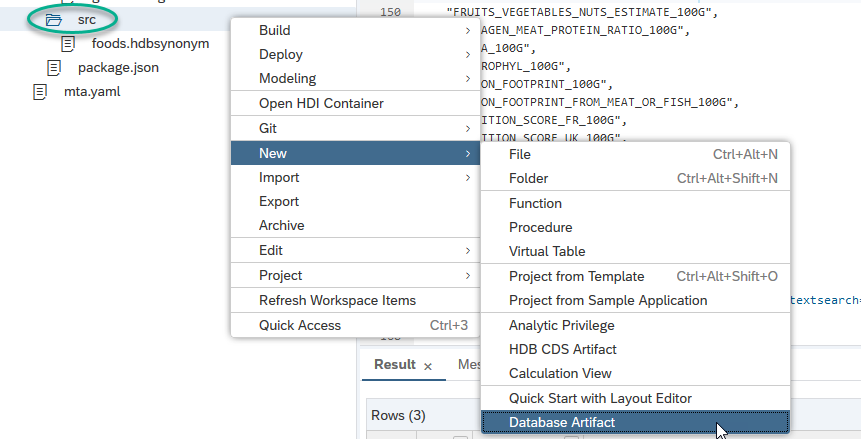 src
foods.hdbsynonym
package.json
mta.yaml
150
"FRUITS_VEGETABLES_NUTS_ESTIMATE_100G",
AGEN_MEAT_PROTEIN_RATIO_100G",
A_100G",
ROPHYL_100G",
ON_FOOTPRINT_100G",
ON_FOOTPRINT_FROM_MEAT_OR_FISH_100G",
ITION_SCORE_FR_100G",
ITION_SCORE_UK_100G",
Build
Deploy
Modeling
Open HDI Container
Git
New
Import
Export
Archive
Edit
Project
Refresh Workspace Items
Quick Access Ctrl+3
File Ctrl+Alt+N
Folder Ctrl+Alt+Shift+N
Function
Procedure
Virtual Table
Project from Template Ctrl+Alt+Shift+O
Project from Sample Application
Analytic Privilege
HDB CDS Artifact
Calculation View
Quick Start with Layout Editor
Database Artifact
textsearch=
Result ×
Mes
Rows (3)